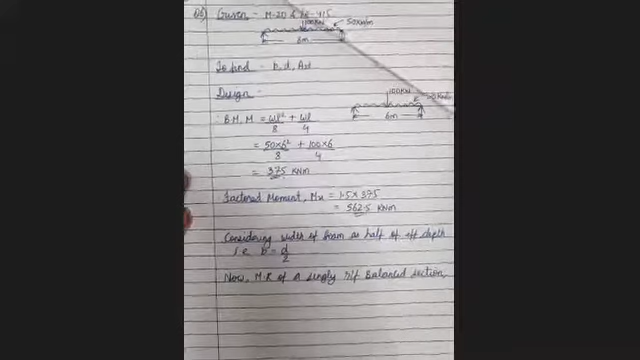 Given - M-20 & Fe-415
100KN
50KN/m
6m
To find - b, d, Ast
Design -
100KN
6m
B.M, M = wl²/8 + wl/4
= 50×6²/8 + 100×6/4
= 375 KNm
Factored Moment, Mu = 1.5×375
= 562.5 KNm
Considering width of beam as half of eff depth
i.e b = d/2
Now, M.R of a singly r/f Balanced section,